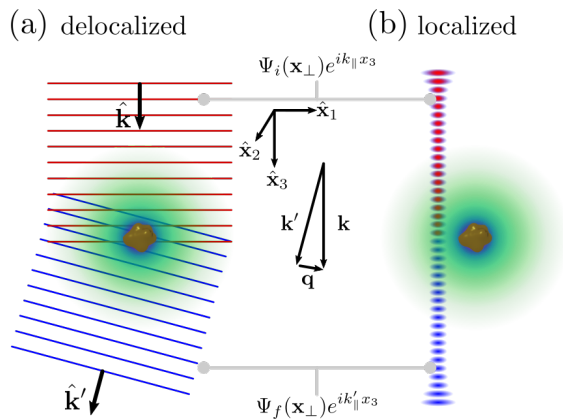 (a) delocalized
(b) localized
Ψ_i(𝐱_⊥)e^{ik_∥x_3}
𝐤̂
𝐱̂_1
𝐱̂_2
𝐱̂_3
𝐤′
𝐤
𝐪
𝐤̂′
Ψ_f(𝐱_⊥)e^{ik′_∥x_3}